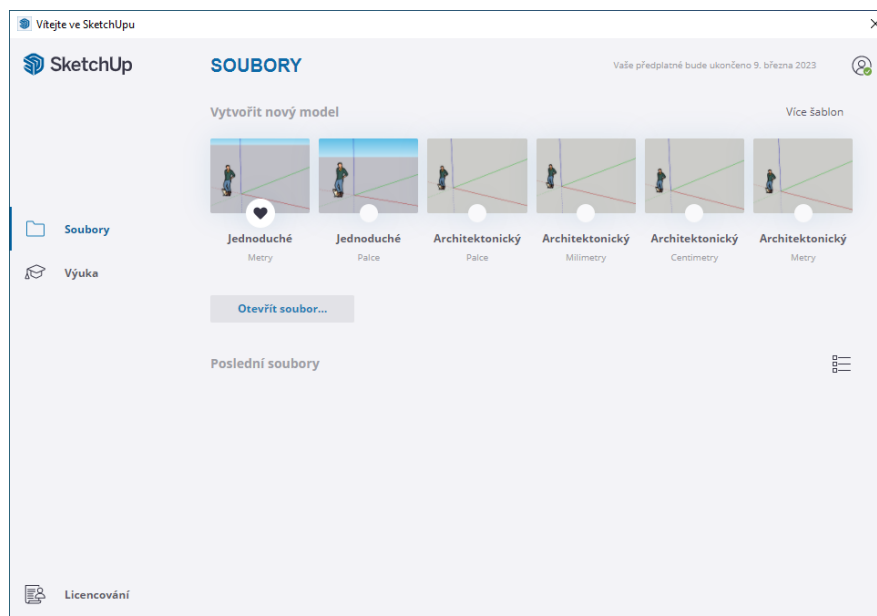 Vítejte ve SketchUpu
SketchUp
SOUBORY
Vaše předplatné bude ukončeno 9. března 2023
Vytvořit nový model
Více šablon
Jednoduché
Metry
Jednoduché
Palce
Architektonický
Palce
Architektonický
Milimetry
Architektonický
Centimetry
Architektonický
Metry
Soubory
Výuka
Otevřít soubor...
Poslední soubory
Licencování